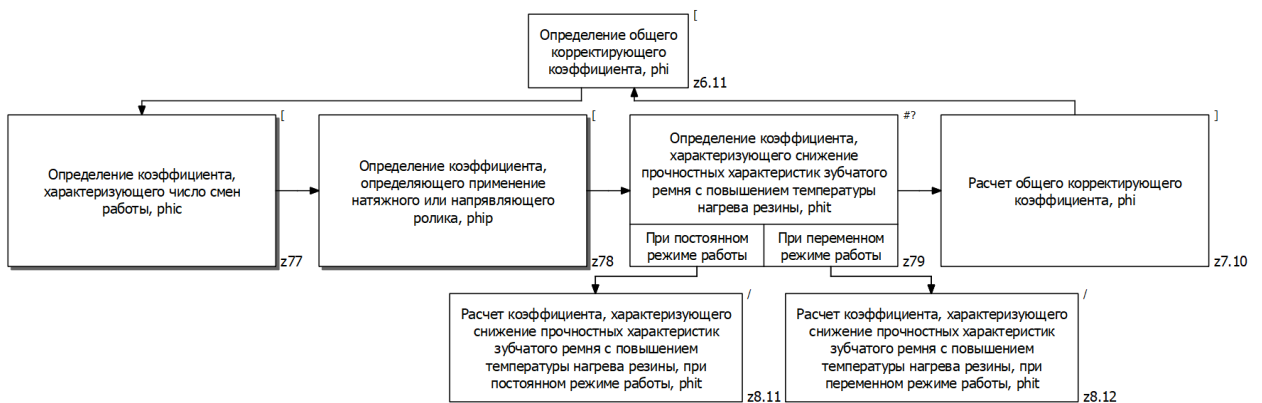 [
Определение общего
корректирующего
коэффициента, phi
z6.11
[
Определение коэффициента,
характеризующего число смен
работы, phic
z77
[
Определение коэффициента,
определяющего применение
натяжного или напрявляющего
ролика, phip
z78
#?
Определение коэффициента,
характеризующего снижение
прочностных характеристик зубчатого
ремня с повышением температуры
нагрева резины, phit
При постоянном
режиме работы
При переменном
режиме работы
z79
]
Расчет общего корректирующего
коэффициента, phi
z7.10
/
Расчет коэффициента, характеризующего
снижение прочностных характеристик
зубчатого ремня с повышением
температуры нагрева резины, при
постоянном режиме работы, phit
z8.11
/
Расчет коэффициента, характеризующего
снижение прочностных характеристик
зубчатого ремня с повышением
температуры нагрева резины, при
переменном режиме работы, phit
z8.12